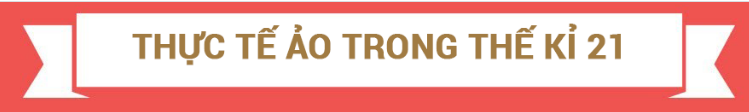 THỰC TẾ ẢO TRONG THẾ KỈ 21